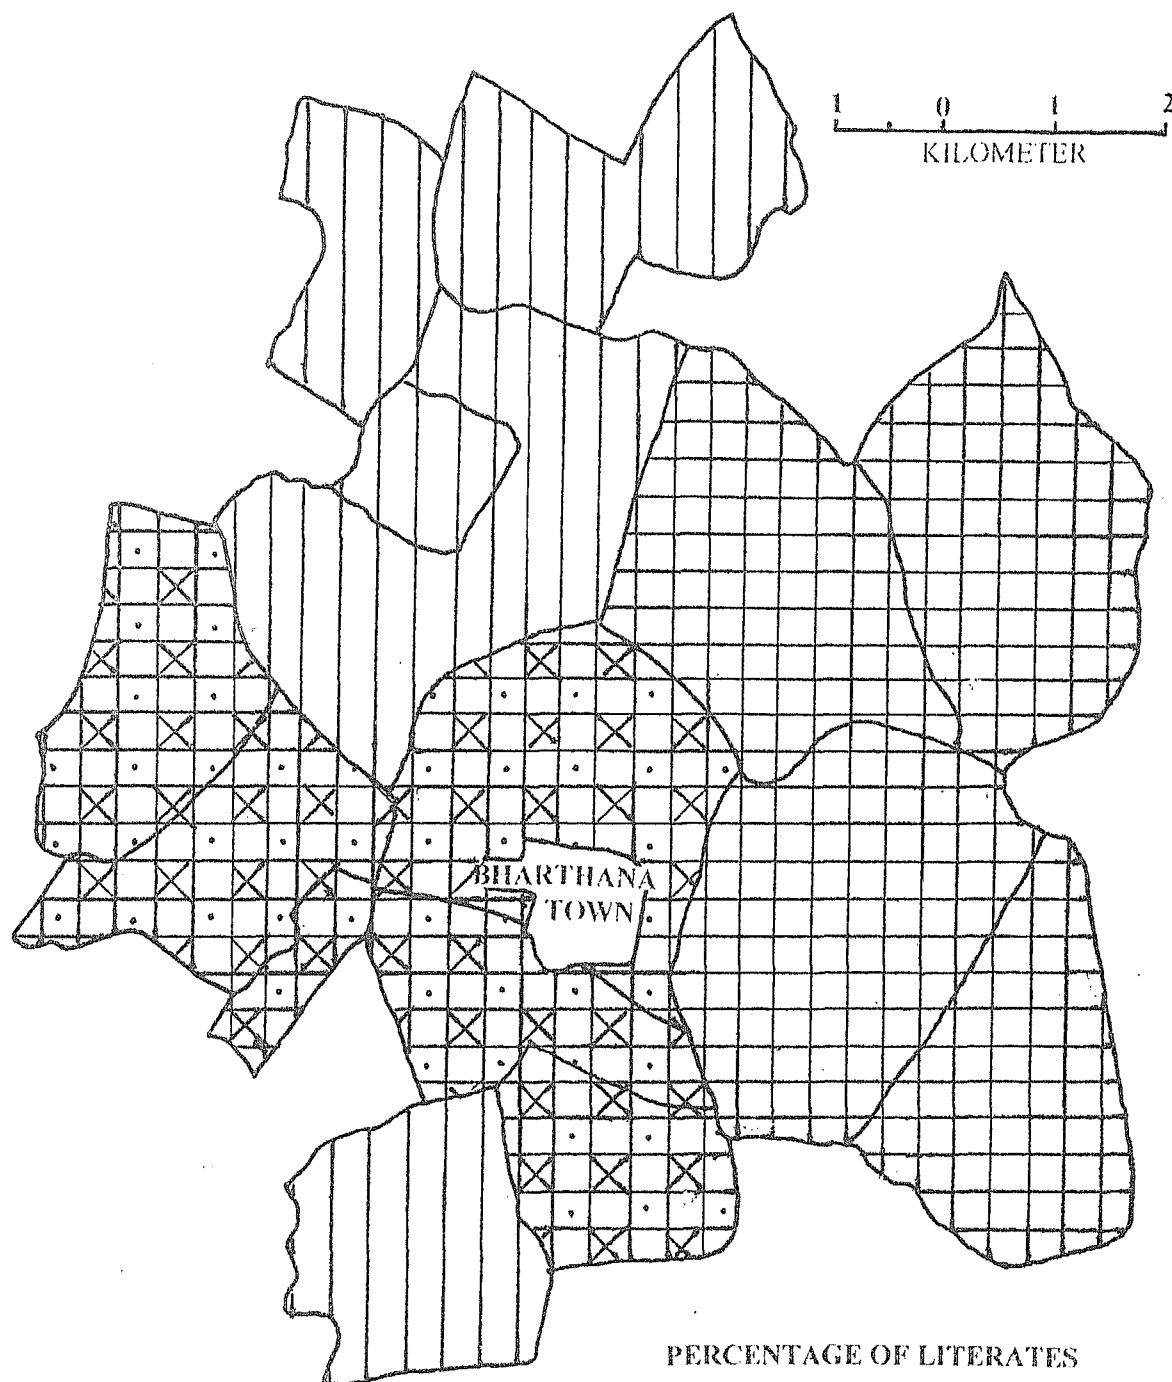 1 0 1 2
KILOMETER
BHARTHANA
TOWN
PERCENTAGE OF LITERATES